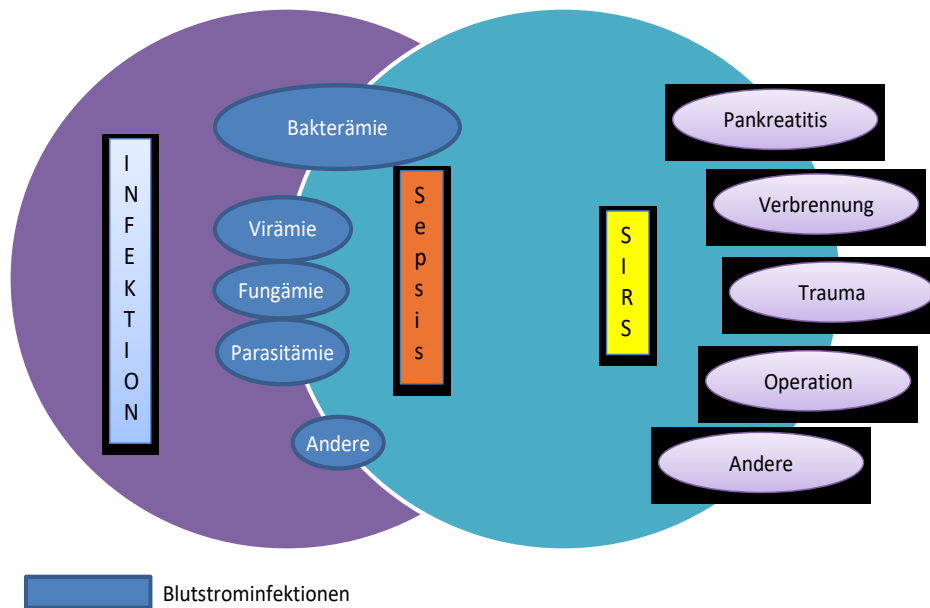 INFEKTION
Bakterämie
Virämie
Fungämie
Parasitämie
Andere
Sepsis
SIRS
Pankreatitis
Verbrennung
Trauma
Operation
Andere
Blutstrominfektionen